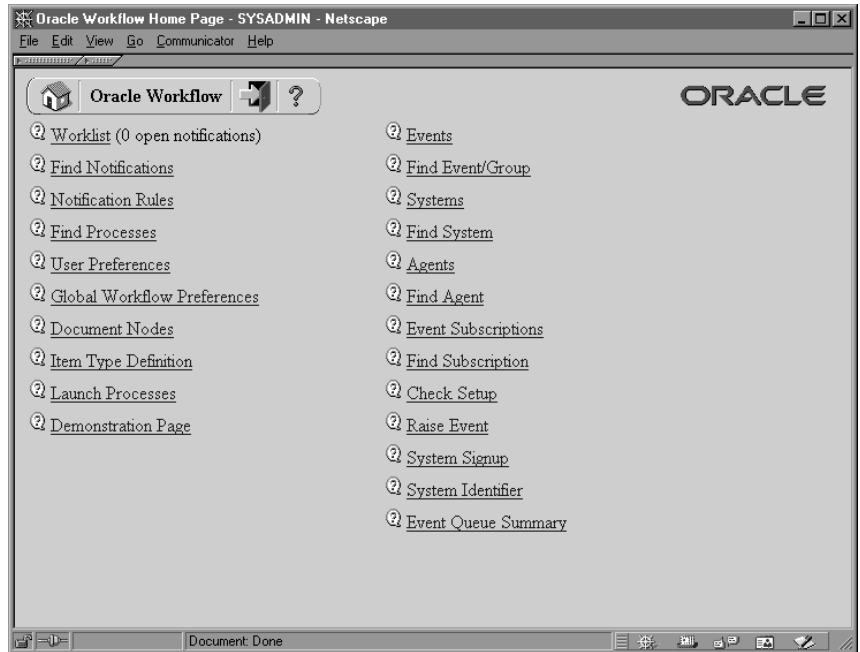 Oracle Workflow Home Page - SYSADMIN - Netscape
File Edit View Go Communicator Help
Oracle Workflow ?
ORACLE
Worklist (0 open notifications)
Find Notifications
Notification Rules
Find Processes
User Preferences
Global Workflow Preferences
Document Nodes
Item Type Definition
Launch Processes
Demonstration Page
Events
Find Event/Group
Systems
Find System
Agents
Find Agent
Event Subscriptions
Find Subscription
Check Setup
Raise Event
System Signup
System Identifier
Event Queue Summary
Document: Done